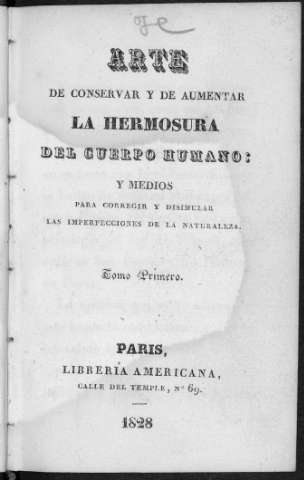 ARTE
DE CONSERVAR Y DE AUMENTAR
LA HERMOSURA
DEL CUERPO HUMANO:
Y MEDIOS
PARA CORREGIR Y DISIMULAR
LAS IMPERFECCIONES DE LA NATURALEZA.
Tomo Primero.
PARIS,
LIBRERIA AMERICANA,
CALLE DEL TEMPLE, Nº 69.
1828